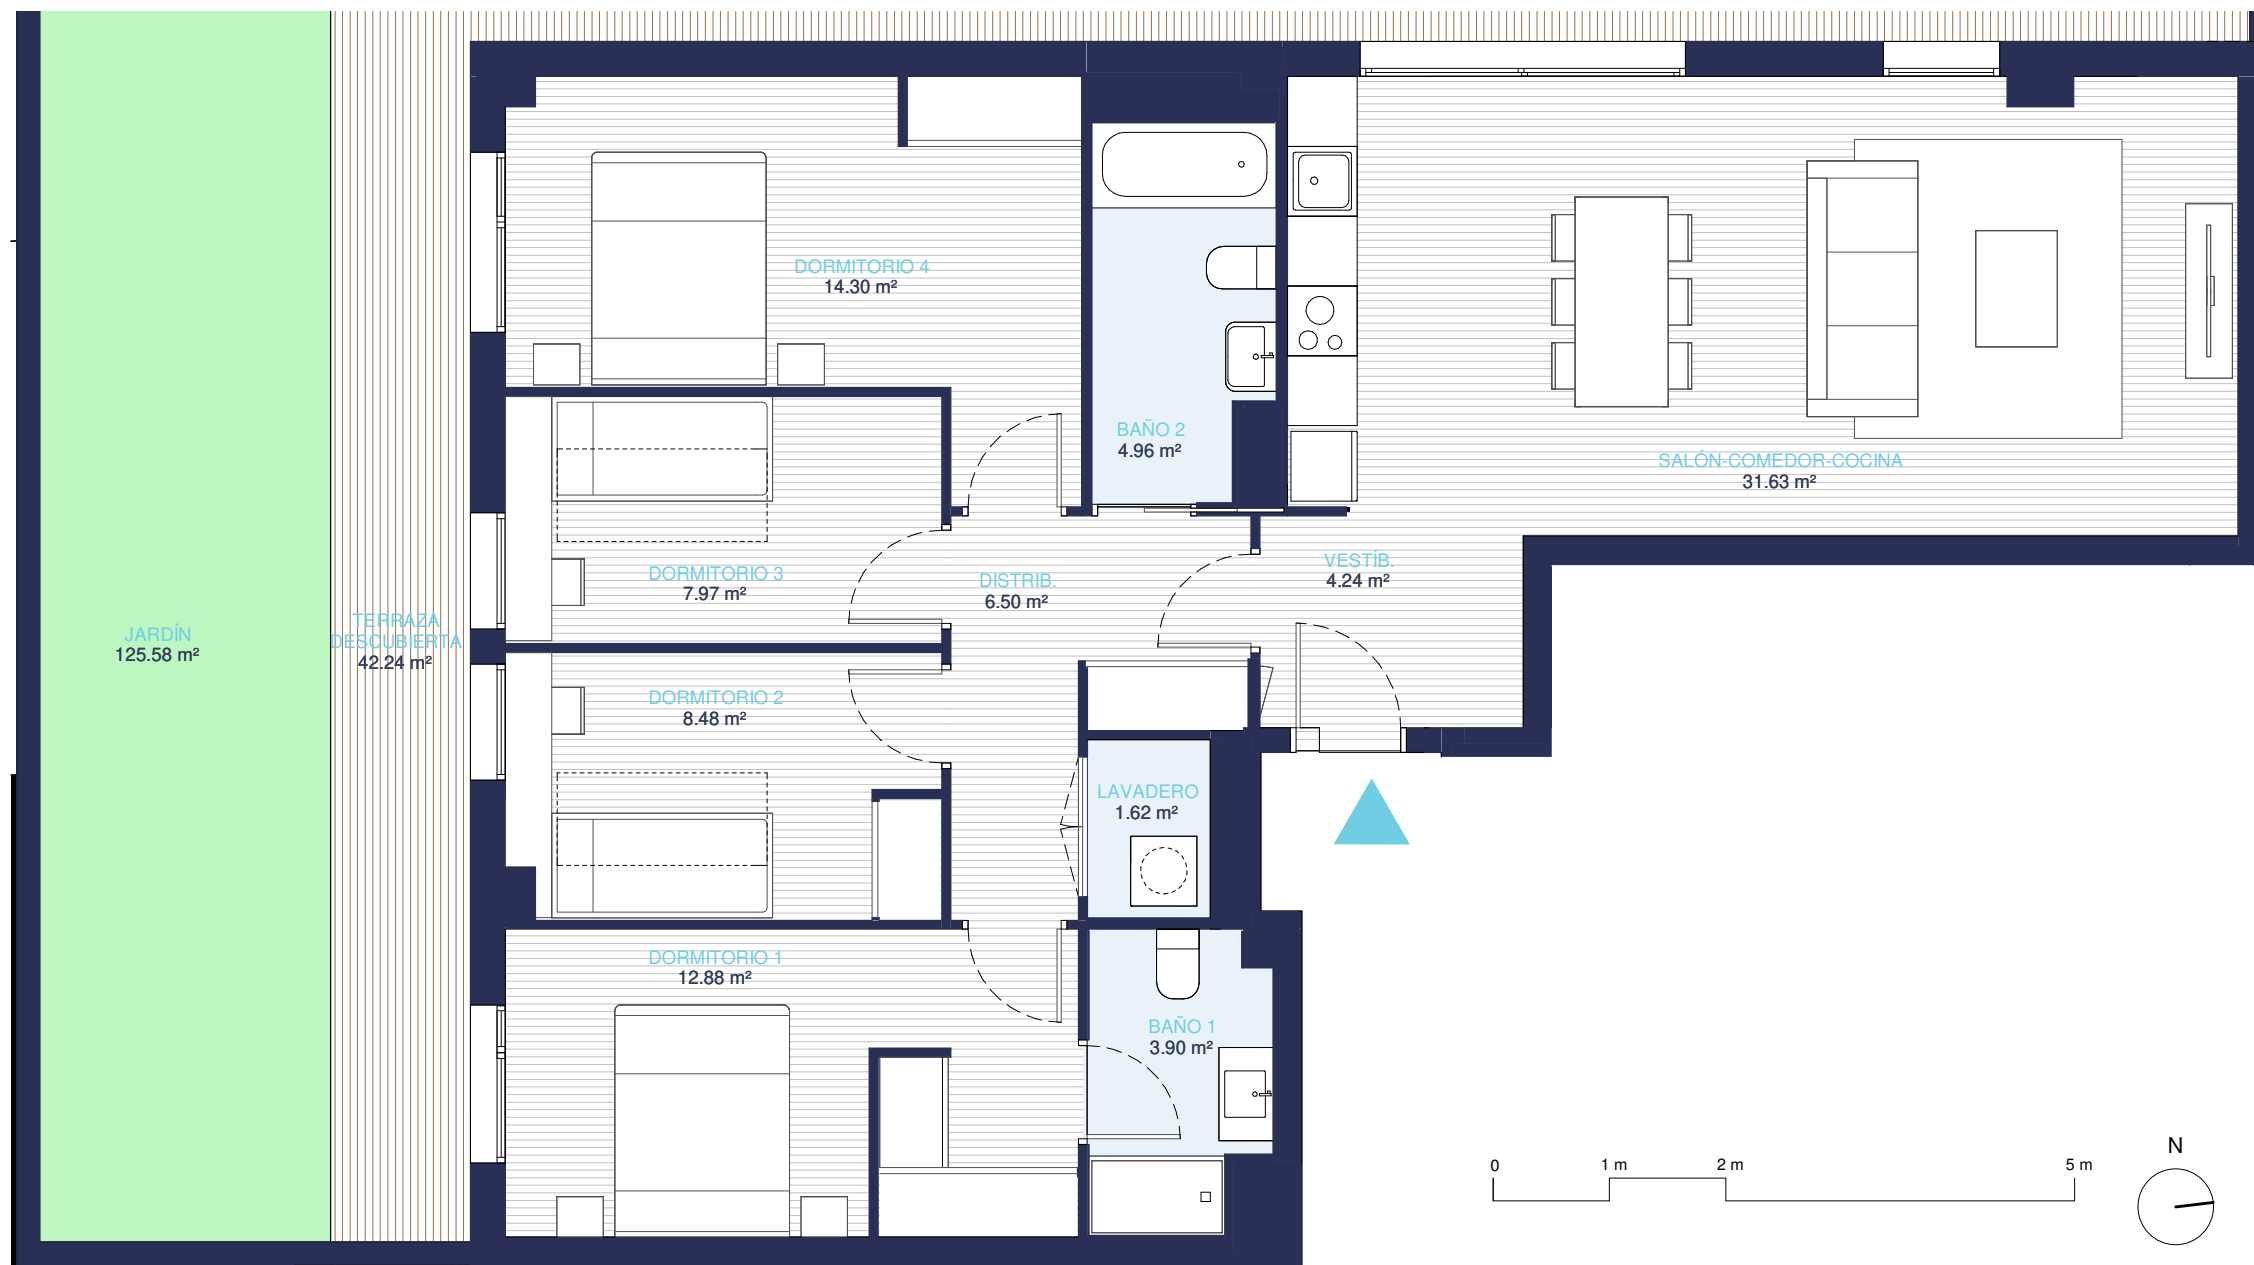 DORMITORIO 4
14.30 m²
BAÑO 2
4.96 m²
SALÓN-COMEDOR-COCINA
31.63 m²
DORMITORIO 3
7.97 m²
DISTRIB.
6.50 m²
VESTÍB.
4.24 m²
JARDÍN
125.58 m²
TERRAZA
DESCUBIERTA
42.24 m²
DORMITORIO 2
8.48 m²
LAVADERO
1.62 m²
DORMITORIO 1
12.88 m²
BAÑO 1
3.90 m²
0 1 m 2 m 5 m
N